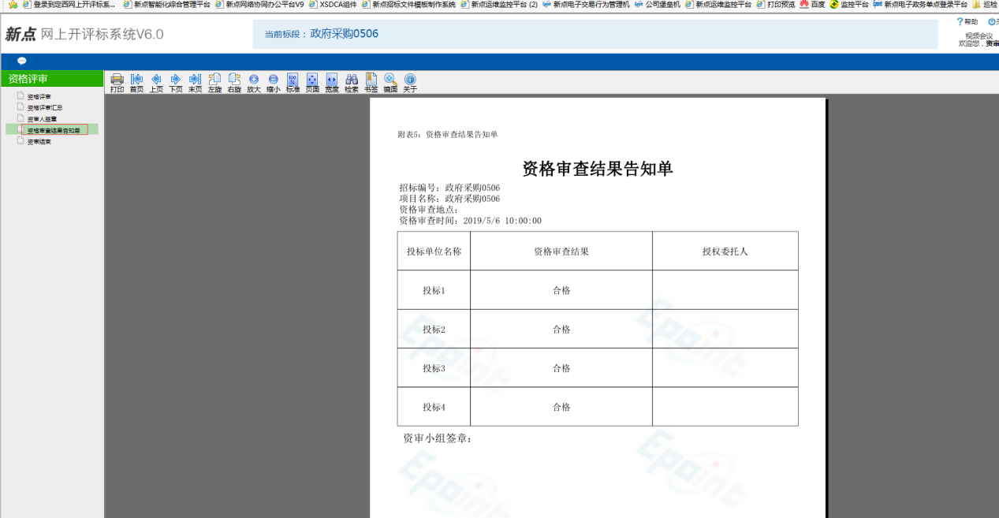 登录到定西网上开评标系... 新点智能化综合管理平台 新点网络协同办公平台V9 XSDCA组件 新点招标文件模板制作系统 新点运维监控平台 (2) 新点电子交易行为管理机 公司堡垒机 新点运维监控平台 打印预览 百度 监控平台 新点电子政务单点登录平台 巡检
新点 网上开评标系统V6.0
当前标段： 政府采购0506
? 帮助
视频会议
欢迎您，资审
资格评审
资格评审
资格评审汇总
资审人签章
资格审查结果告知单
资审结束
打印 首页 上页 下页 末页 左旋 右旋 放大 缩小 标准 页面 宽度 检索 书签 镜面 关于
附表5：资格审查结果告知单
资格审查结果告知单
招标编号：政府采购0506
项目名称：政府采购0506
资格审查地点：
资格审查时间：2019/5/6 10:00:00
投标单位名称 资格审查结果 授权委托人
投标1 合格
投标2 合格
投标3 合格
投标4 合格
资审小组签章：
Epoint
Epoint
Epoint
Epoint